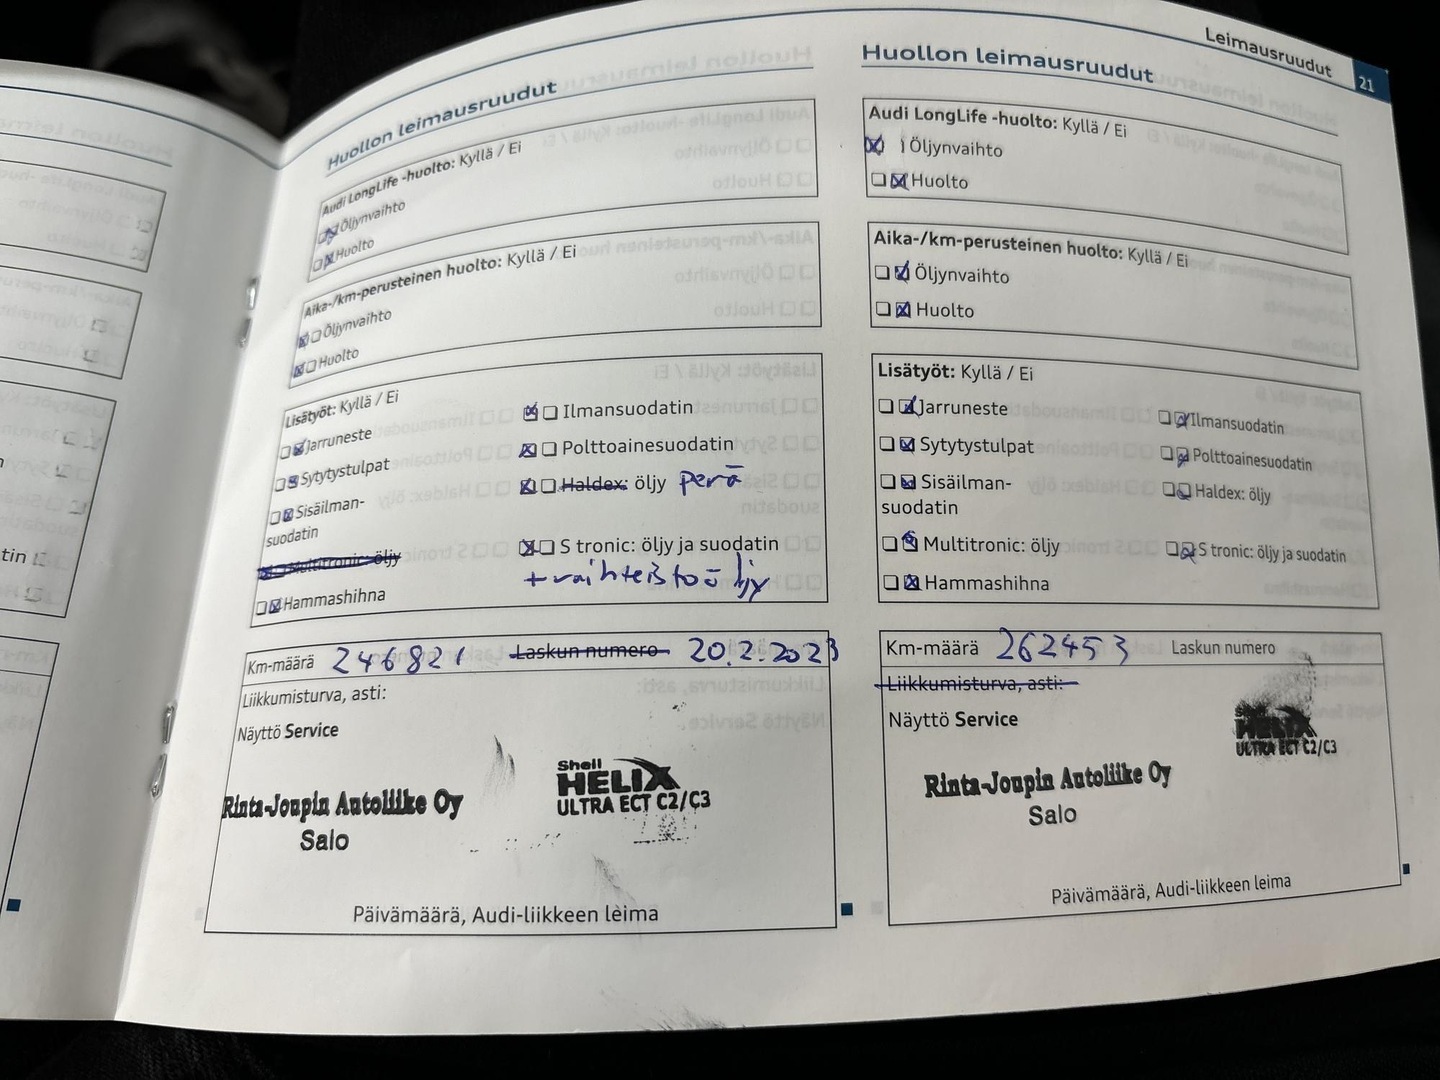 Leimausruudut
21
Huollon leimausruudut
Audi LongLife -huolto: Kyllä / Ei
Öljynvaihto
Huolto
Aika-/km-perusteinen huolto: Kyllä / Ei
Öljynvaihto
Huolto
Lisätyöt: Kyllä / Ei
Jarruneste
Sytytystulpat
Sisäilman-
suodatin
Multitronic: öljy
Hammashihna
Ilmansuodatin
Polttoainesuodatin
Haldex: öljy perä
S tronic: öljy ja suodatin
+ vaihteistoöljy
Km-määrä 246821 Laskun numero 20.2.2023
Liikkumisturva, asti:
Näyttö Service
Rinta-Joupin Autoliike Oy
Salo
Shell
HELIX
ULTRA ECT C2/C3
Päivämäärä, Audi-liikkeen leima
Huollon leimausruudut
Audi LongLife -huolto: Kyllä / Ei
Öljynvaihto
Huolto
Aika-/km-perusteinen huolto: Kyllä / Ei
Öljynvaihto
Huolto
Lisätyöt: Kyllä / Ei
Jarruneste
Sytytystulpat
Sisäilman-
suodatin
Multitronic: öljy
Hammashihna
Ilmansuodatin
Polttoainesuodatin
Haldex: öljy
S tronic: öljy ja suodatin
Km-määrä 262453 Laskun numero
Liikkumisturva, asti:
Näyttö Service
Shell
HELIX
ULTRA ECT C2/C3
Rinta-Joupin Autoliike Oy
Salo
Päivämäärä, Audi-liikkeen leima
tin